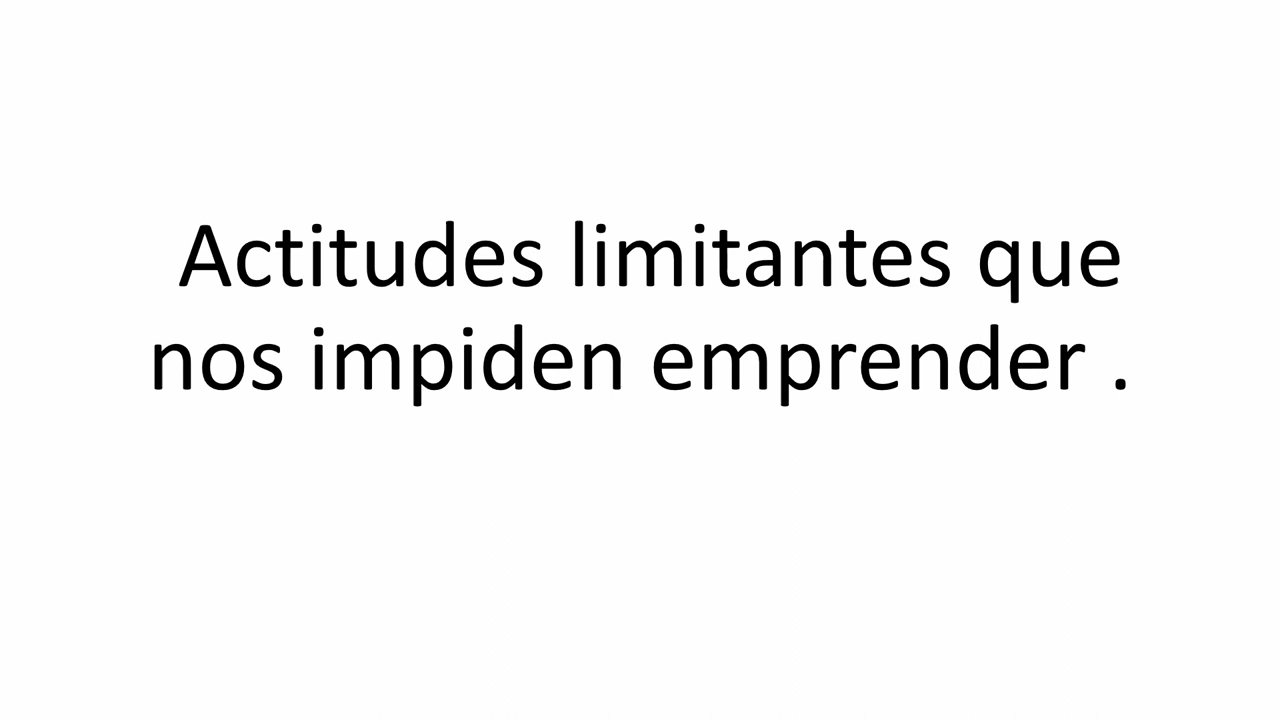 Actitudes limitantes que
nos impiden emprender .